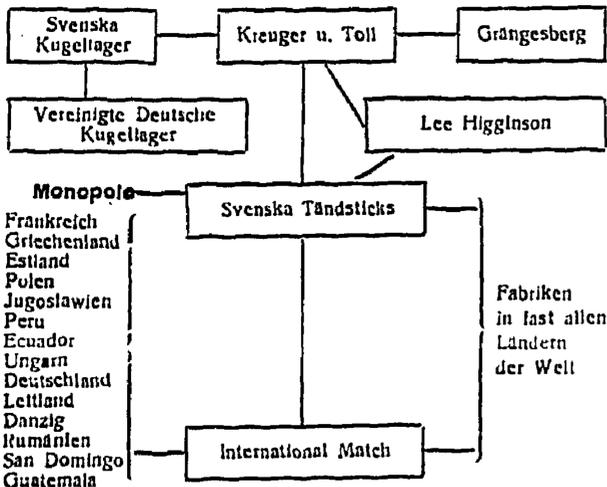 Svenska
Kugellager
Kreuger u. Toll
Grängesberg
Vereinigte Deutsche
Kugellager
Lee Higginson
Monopole
Svenska Tändsticks
Frankreich
Griechenland
Estland
Polen
Jugoslawien
Peru
Ecuador
Ungarn
Deutschland
Lettland
Danzig
Rumänien
San Domingo
Guatemala
Fabriken
in fast allen
Ländern
der Welt
International Match